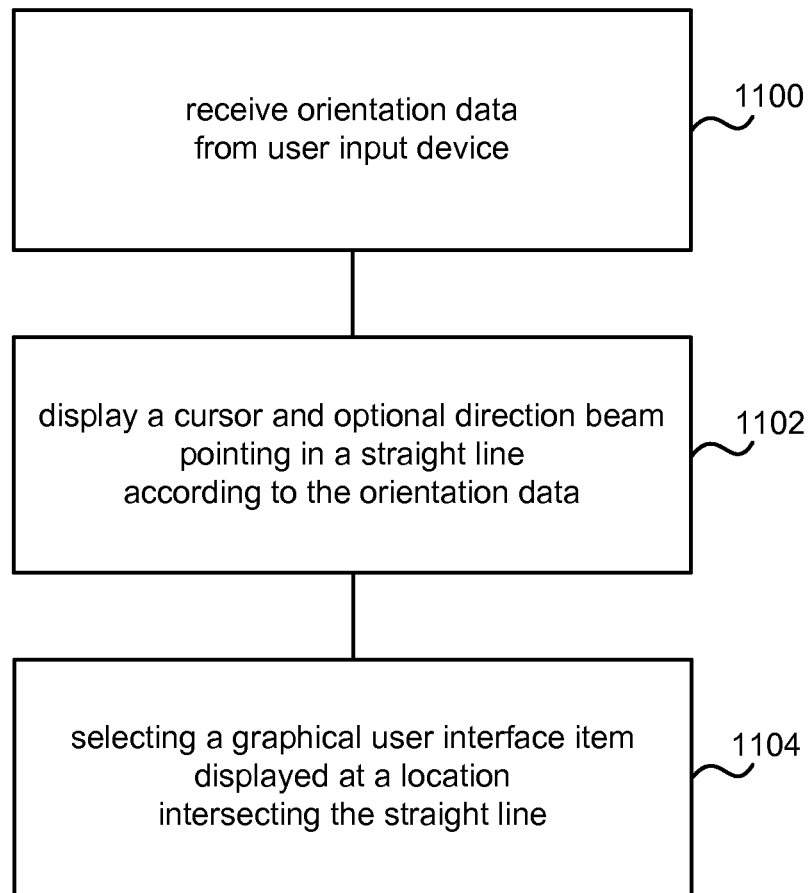 receive orientation data
from user input device
1100
display a cursor and optional direction beam
pointing in a straight line
according to the orientation data
1102
selecting a graphical user interface item
displayed at a location
intersecting the straight line
1104